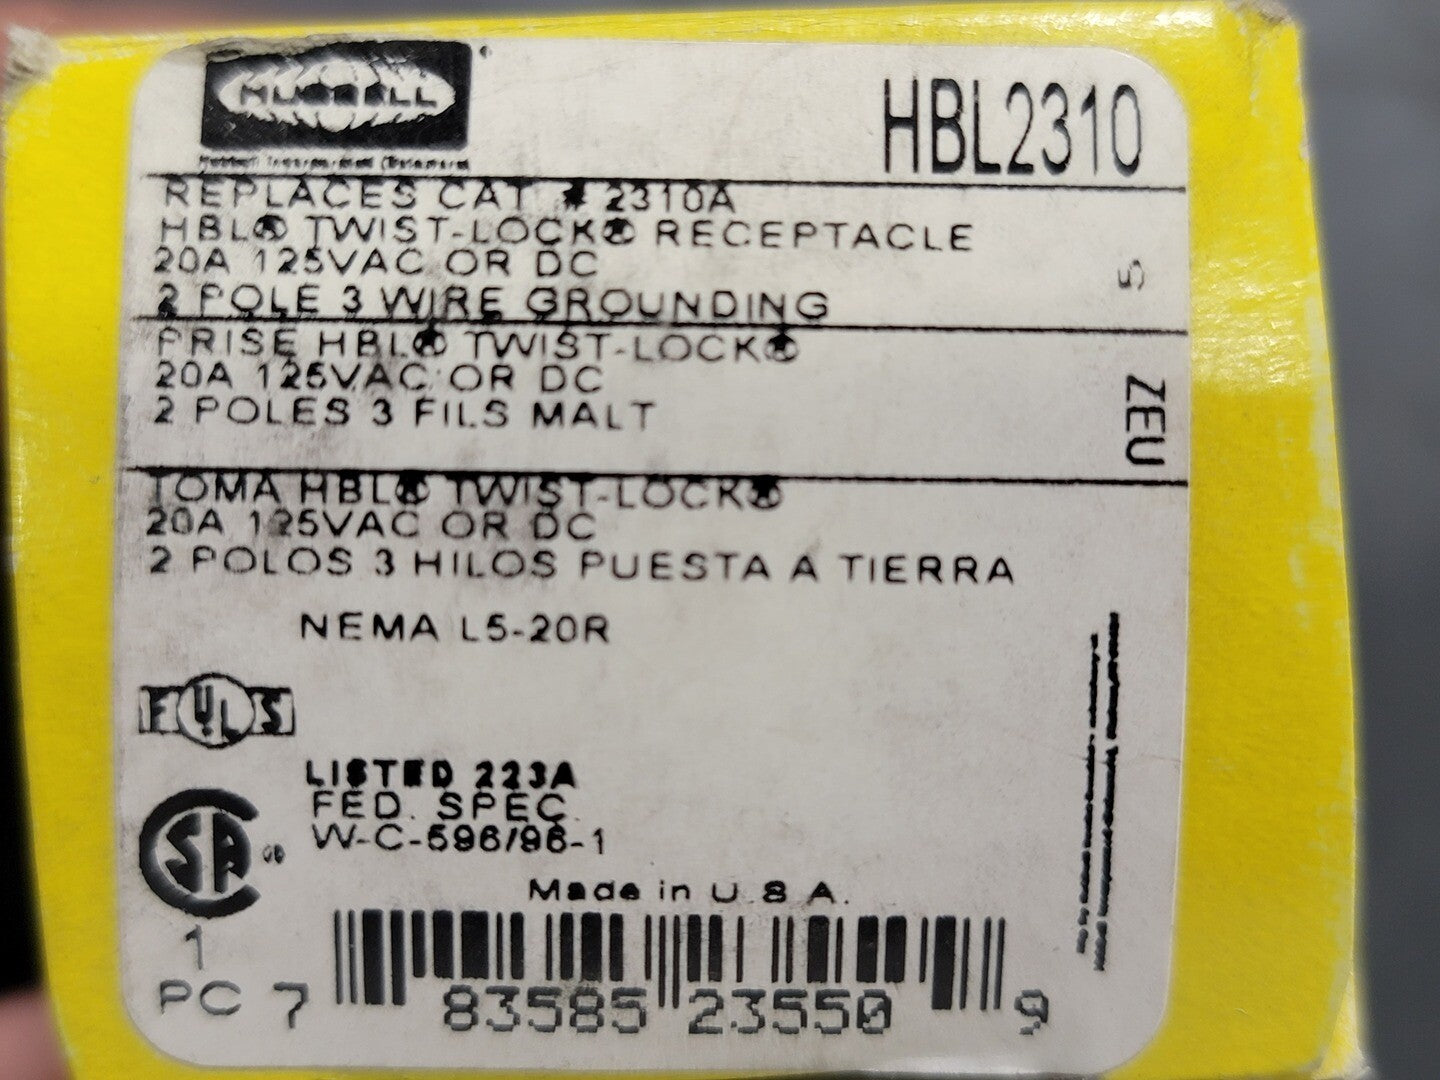 HUBBELL
HBL2310
REPLACES CAT. # 2310A
HBL® TWIST-LOCK® RECEPTACLE
20A 125VAC OR DC
2 POLE 3 WIRE GROUNDING
5
PRISE HBL® TWIST-LOCK®
20A 125VAC OR DC
2 POLES 3 FILS MALT
ZEU
TOMA HBL® TWIST-LOCK®
20A 125VAC OR DC
2 POLOS 3 HILOS PUESTA A TIERRA
NEMA L5-20R
F UL S
LISTED 223A
FED. SPEC.
W-C-596/96-1
SA
Made in U.S.A.
1
PC 7 83585 23550 9